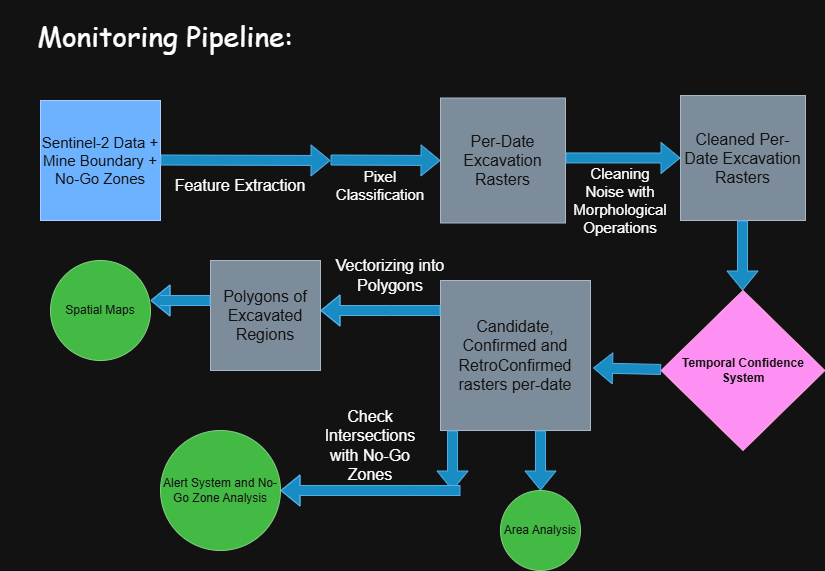 Monitoring Pipeline:
Sentinel-2 Data +
Mine Boundary +
No-Go Zones
Feature Extraction
Pixel
Classification
Per-Date
Excavation
Rasters
Cleaning
Noise with
Morphological
Operations
Cleaned Per-
Date Excavation
Rasters
Temporal Confidence
System
Candidate,
Confirmed and
RetroConfirmed
rasters per-date
Vectorizing into
Polygons
Polygons of
Excavated
Regions
Spatial Maps
Check
Intersections
with No-Go
Zones
Alert System and No-
Go Zone Analysis
Area Analysis